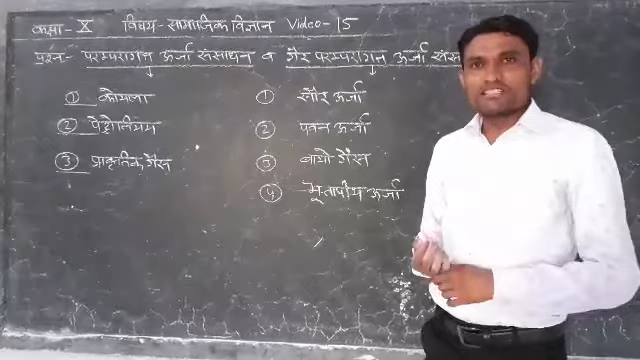 कक्षा - X विषय - सामाजिक विज्ञान Video - 15
प्रश्न - परम्परागत ऊर्जा संसाधन व गैर परम्परागत ऊर्जा
① कोयला
② पेट्रोलियम
③ प्राकृतिक गैस
① सौर ऊर्जा
② पवन ऊर्जा
③ बायो गैस
④ भू-तापीय ऊर्जा